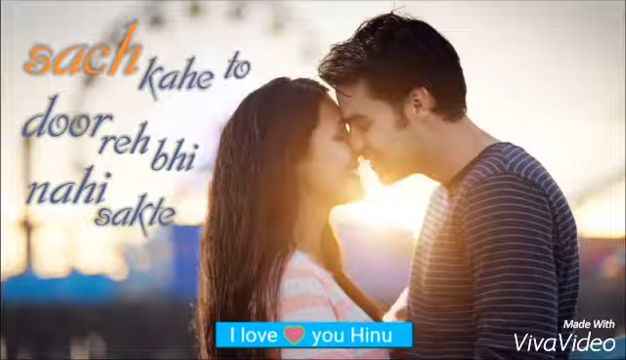 sach kahe to
door reh bhi
nahi sakte
I love 💗 you Hinu
Made With
VivaVideo